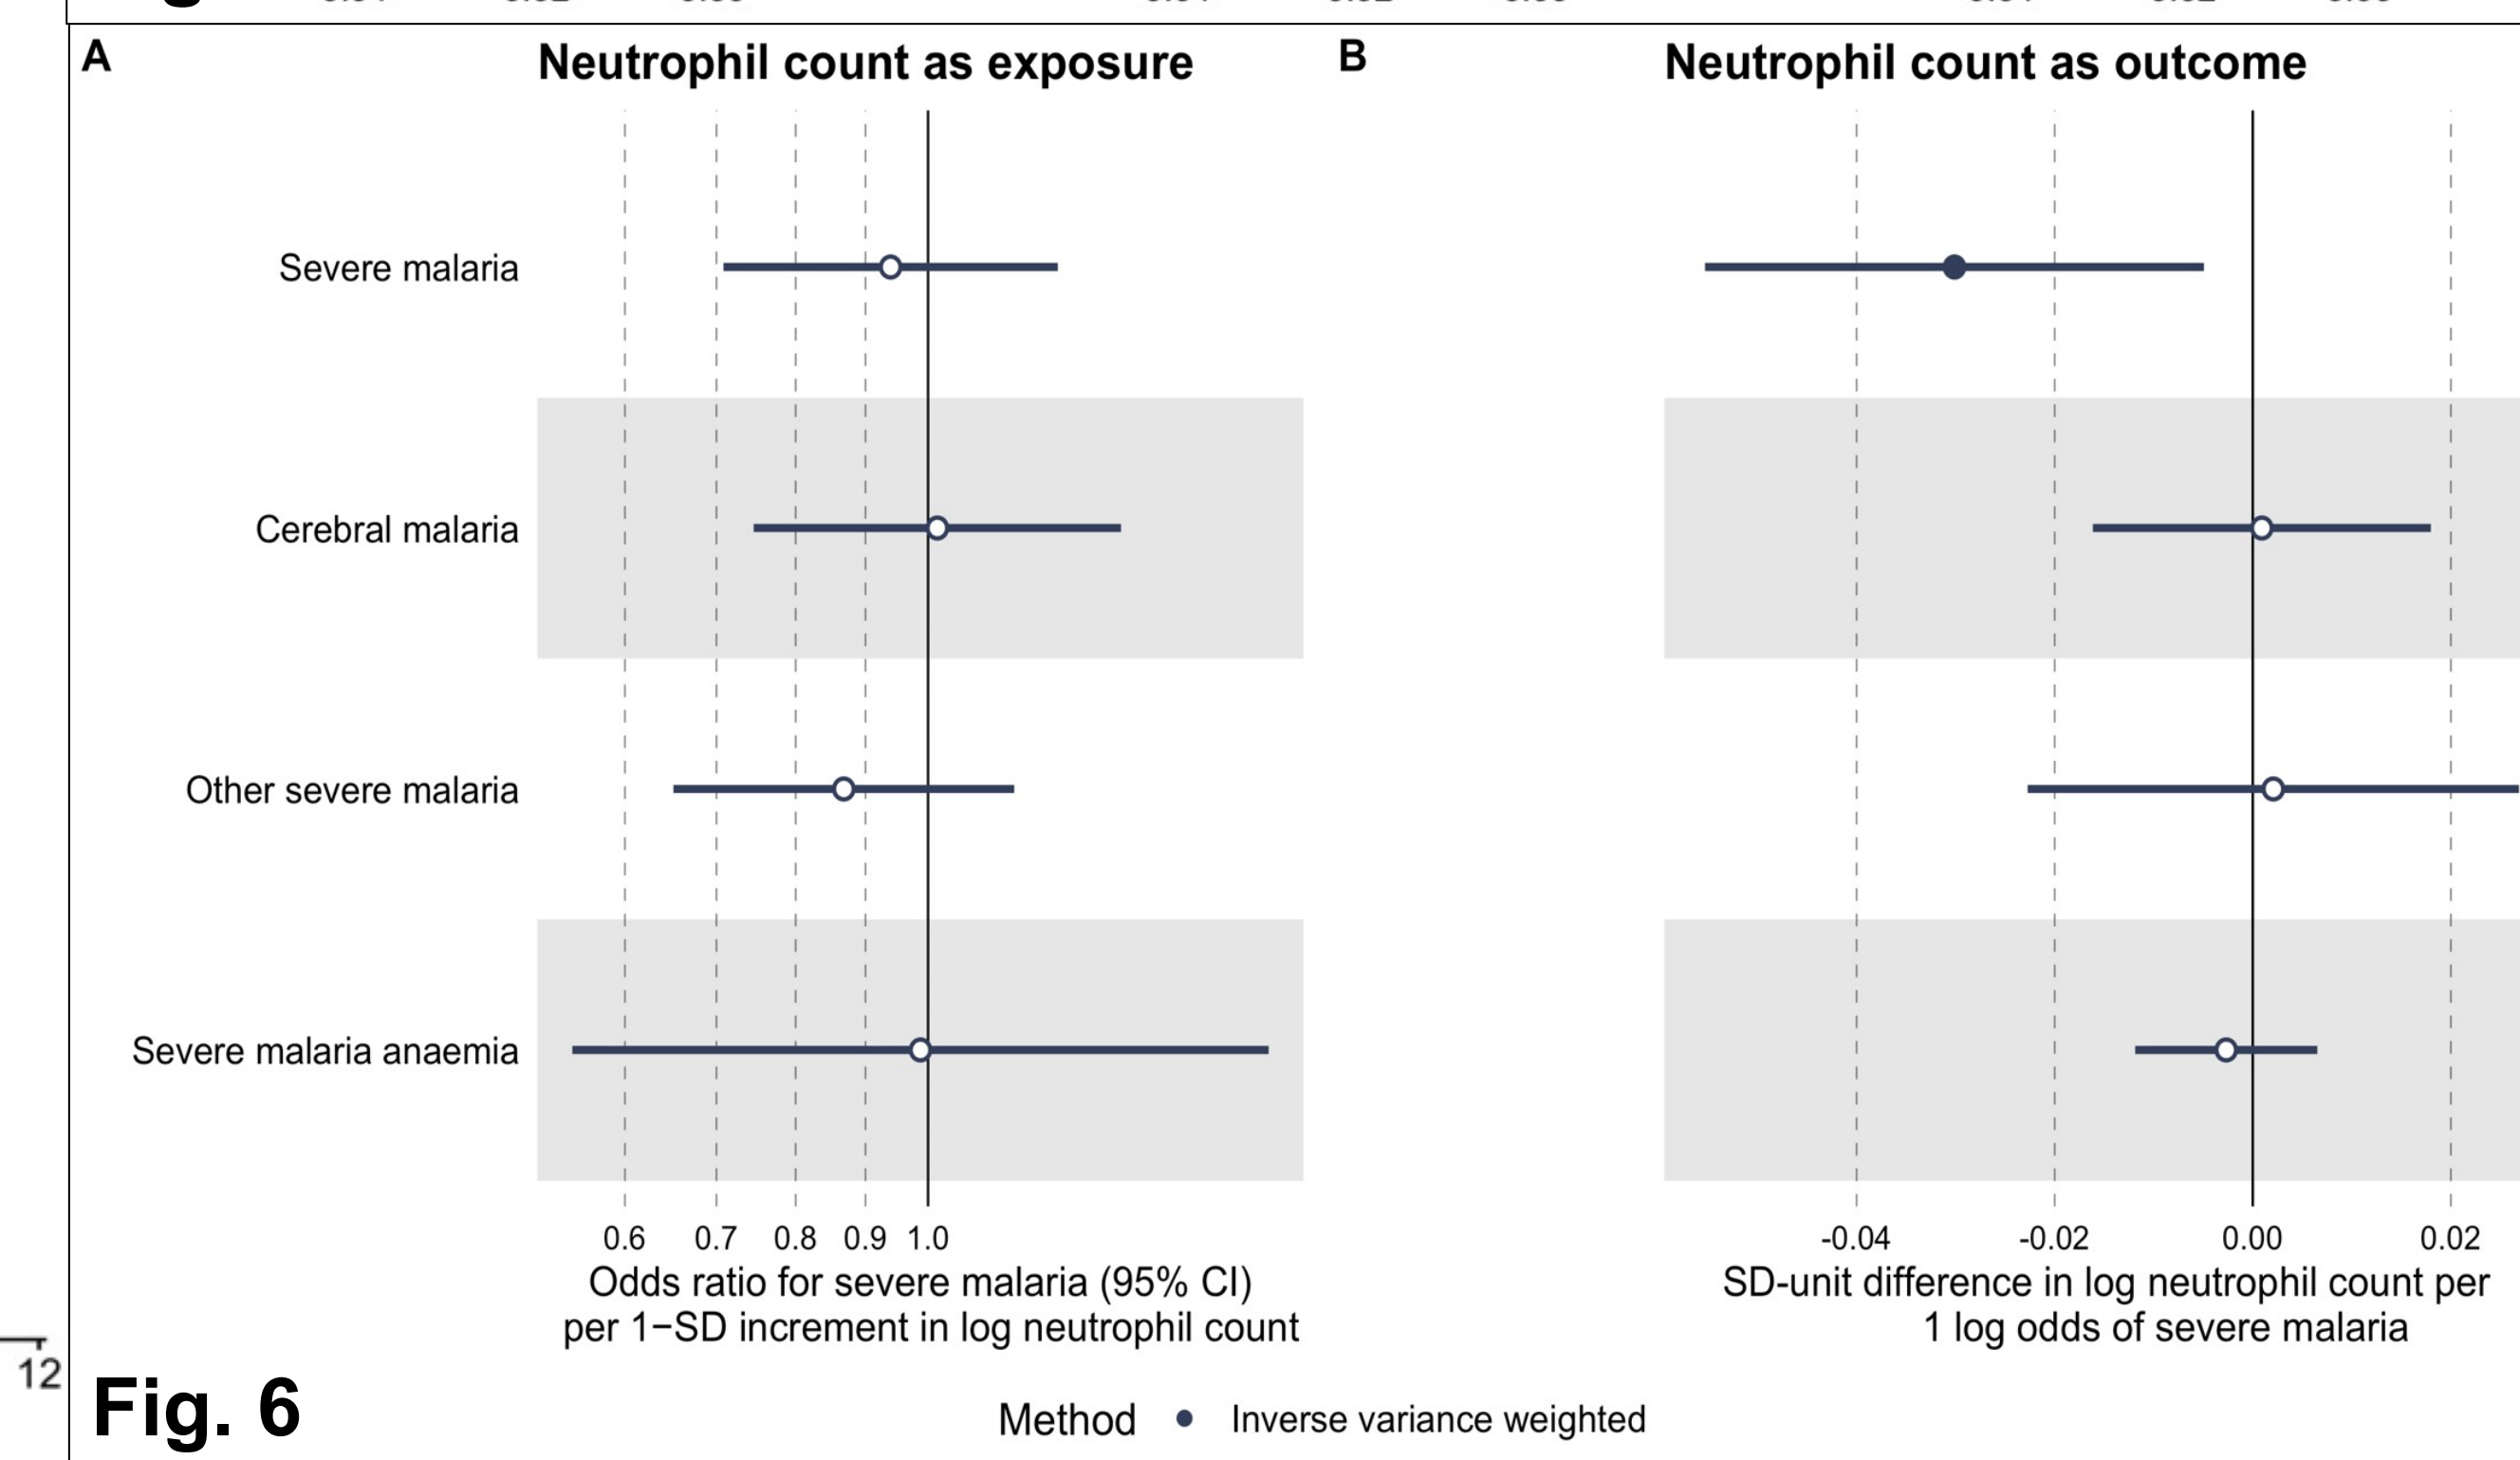 A
Neutrophil count as exposure
B
Neutrophil count as outcome
Severe malaria
Cerebral malaria
Other severe malaria
Severe malaria anaemia
0.6 0.7 0.8 0.9 1.0
-0.04 -0.02 0.00 0.02
Odds ratio for severe malaria (95% CI)
per 1−SD increment in log neutrophil count
SD-unit difference in log neutrophil count per
1 log odds of severe malaria
12
Fig. 6
Method
Inverse variance weighted